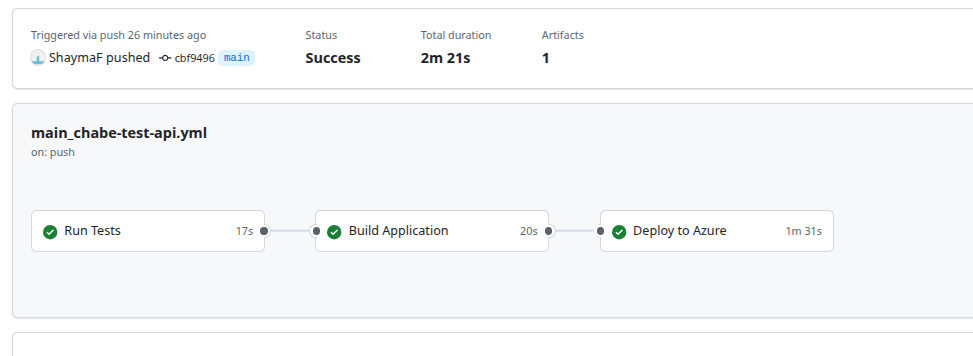 Triggered via push 26 minutes ago
ShaymaF pushed cbf9496 main
Status
Success
Total duration
2m 21s
Artifacts
1
main_chabe-test-api.yml
on: push
Run Tests 17s
Build Application 20s
Deploy to Azure 1m 31s